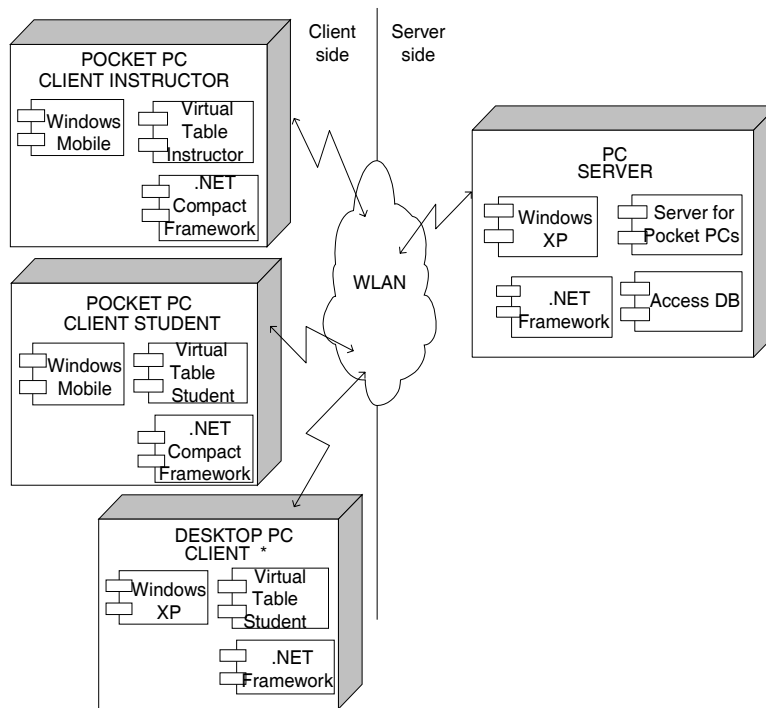 Client
side
Server
side
POCKET PC
CLIENT INSTRUCTOR
Windows
Mobile
Virtual
Table
Instructor
.NET
Compact
Framework
PC
SERVER
Windows
XP
Server for
Pocket PCs
.NET
Framework
Access DB
WLAN
POCKET PC
CLIENT STUDENT
Windows
Mobile
Virtual
Table
Student
.NET
Compact
Framework
DESKTOP PC
CLIENT *
Windows
XP
Virtual
Table
Student
.NET
Framework